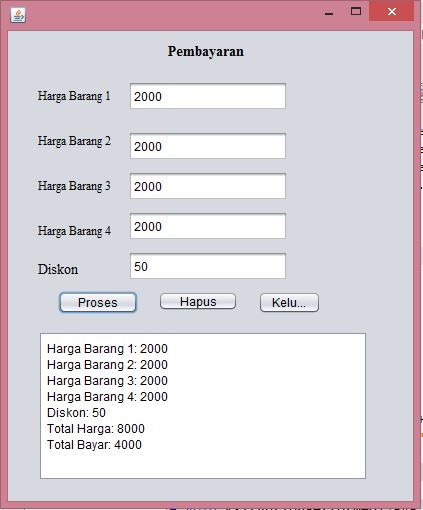 Pembayaran
Harga Barang 1 2000
Harga Barang 2 2000
Harga Barang 3 2000
Harga Barang 4 2000
Diskon 50
Proses Hapus Kelu...
Harga Barang 1: 2000
Harga Barang 2: 2000
Harga Barang 3: 2000
Harga Barang 4: 2000
Diskon: 50
Total Harga: 8000
Total Bayar: 4000